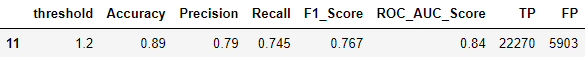 threshold Accuracy Precision Recall F1_Score ROC_AUC_Score TP FP
11 1.2 0.89 0.79 0.745 0.767 0.84 22270 5903